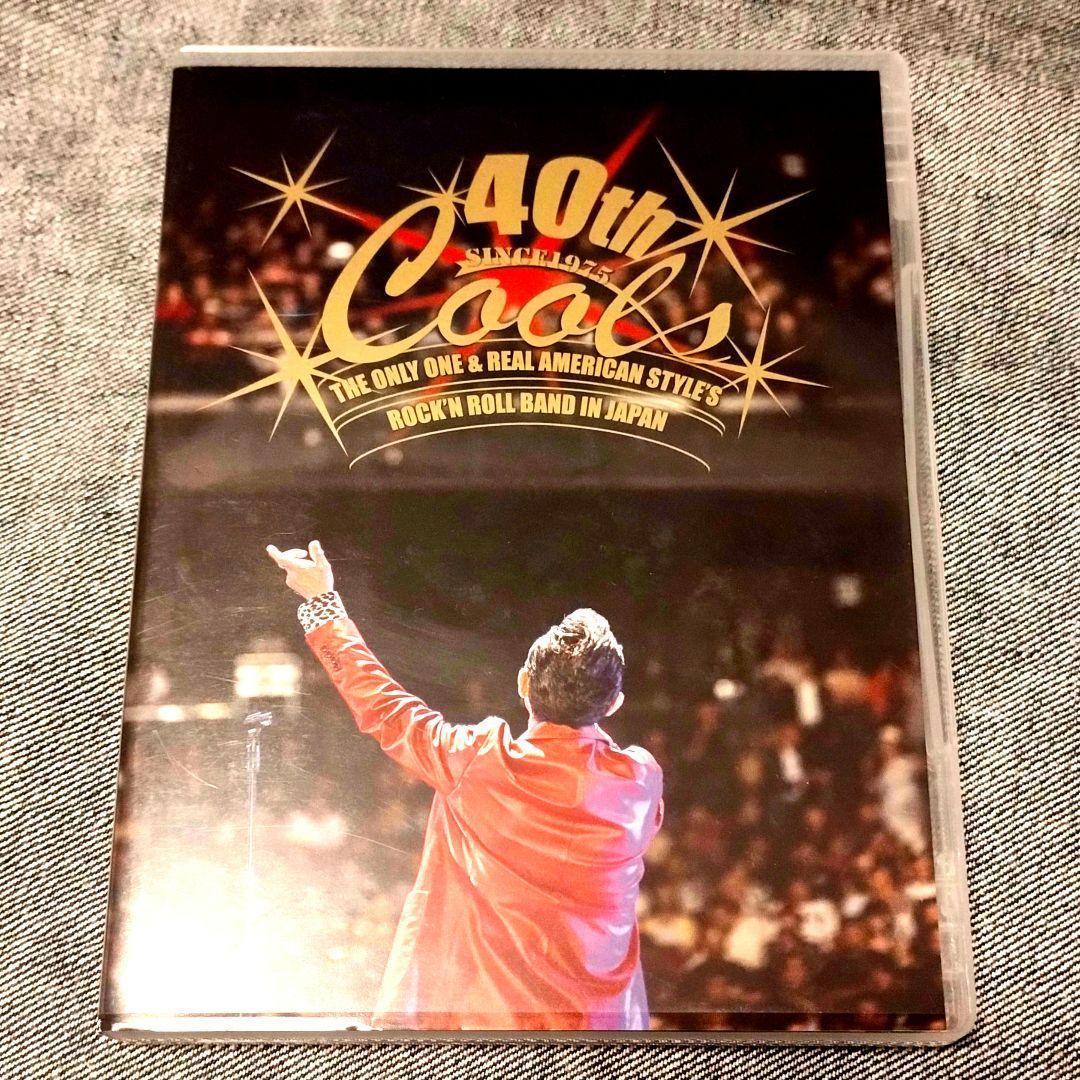 40th
SINCE1975
Cools
THE ONLY ONE & REAL AMERICAN STYLE'S
ROCK'N ROLL BAND IN JAPAN